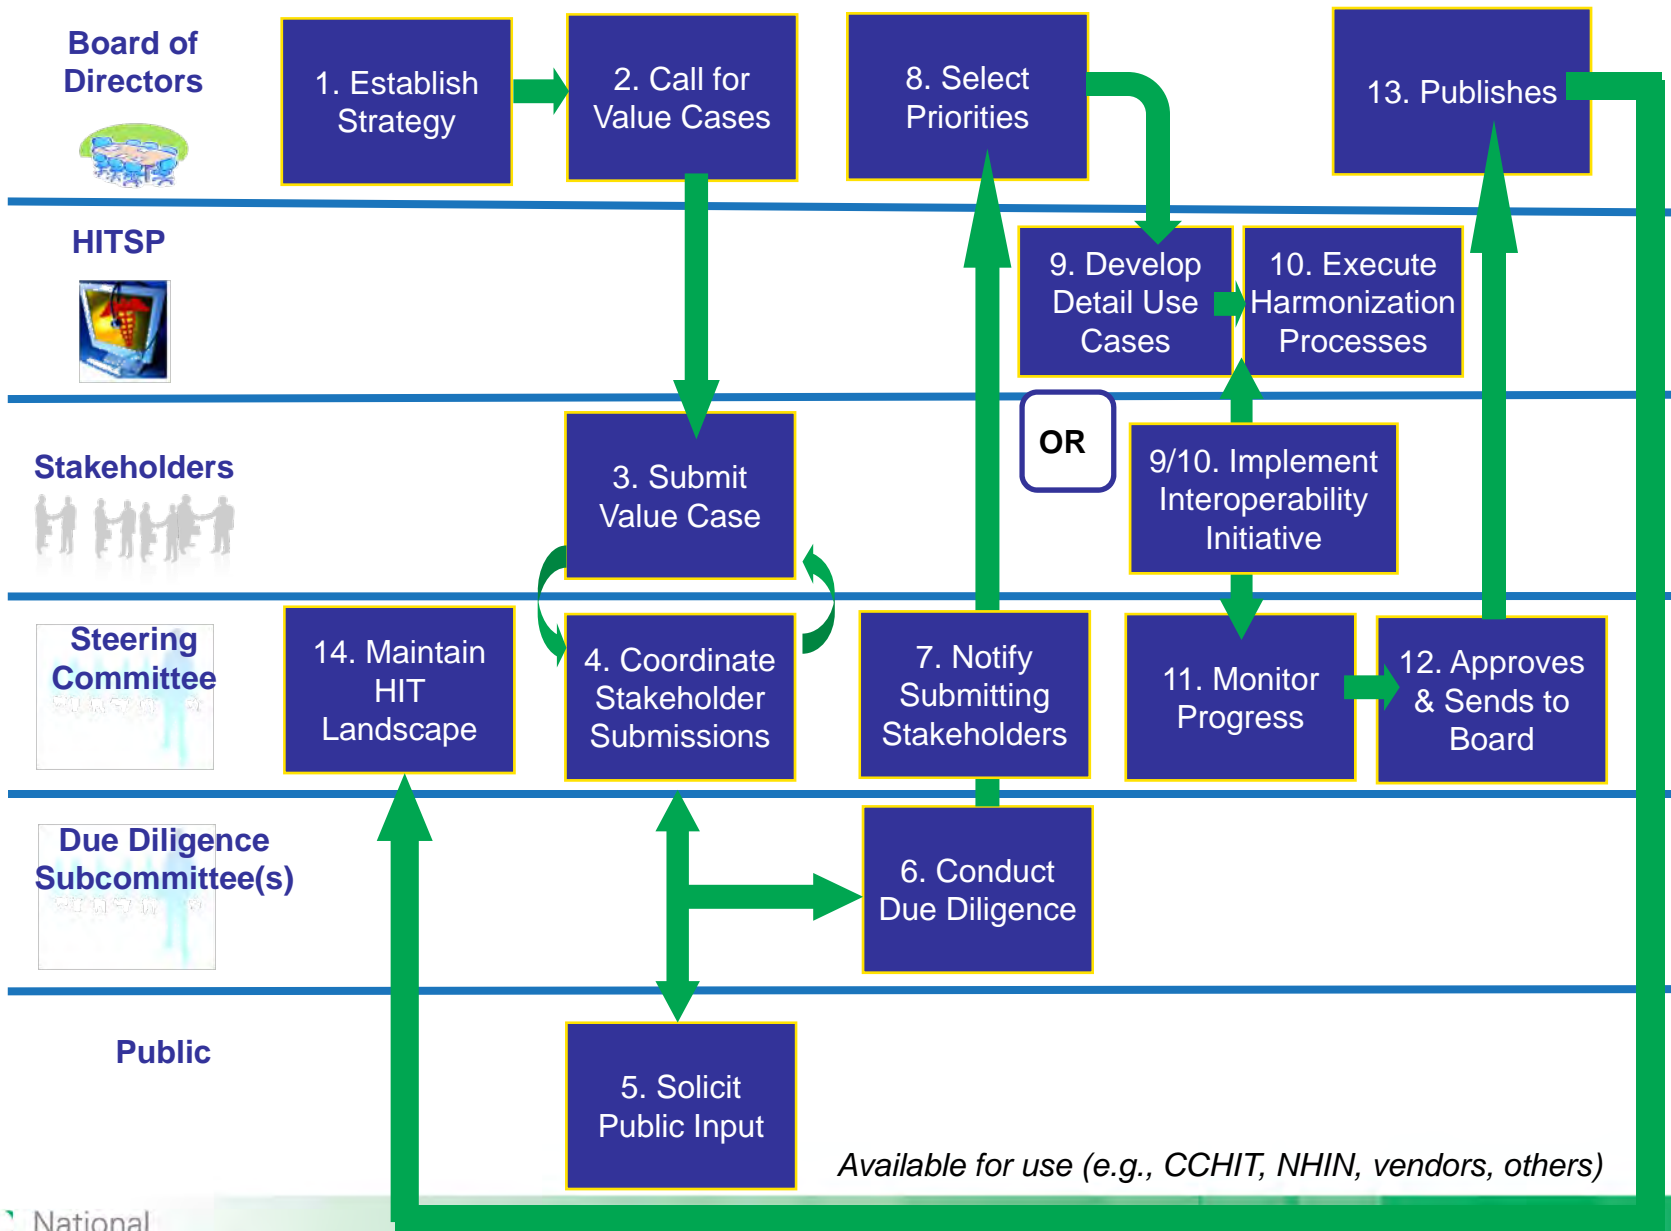 Board of
Directors
1. Establish
Strategy
2. Call for
Value Cases
8. Select
Priorities
13. Publishes
HITSP
9. Develop
Detail Use
Cases
10. Execute
Harmonization
Processes
Stakeholders
3. Submit
Value Case
OR
9/10. Implement
Interoperability
Initiative
Steering
Committee
14. Maintain
HIT
Landscape
4. Coordinate
Stakeholder
Submissions
7. Notify
Submitting
Stakeholders
11. Monitor
Progress
12. Approves
& Sends to
Board
Due Diligence
Subcommittee(s)
6. Conduct
Due Diligence
Public
5. Solicit
Public Input
Available for use (e.g., CCHIT, NHIN, vendors, others)
National